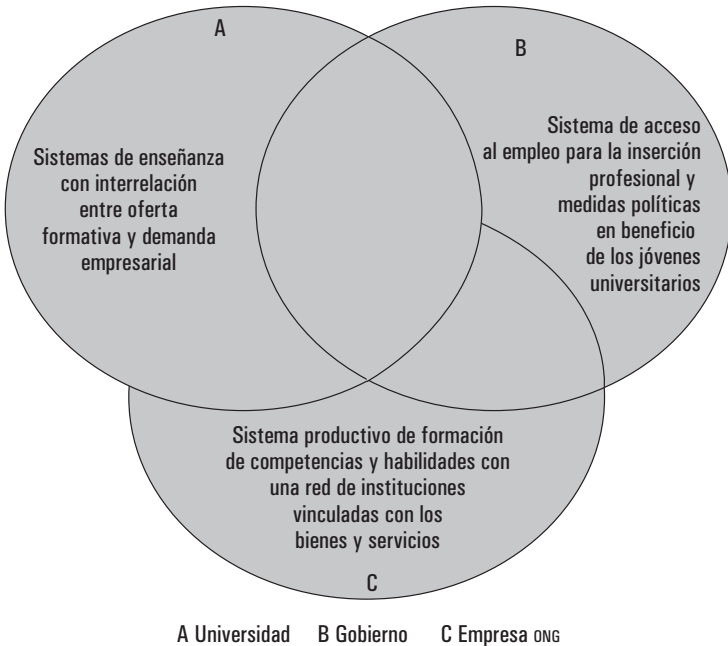 A
Sistemas de enseñanza
con interrelación
entre oferta
formativa y demanda
empresarial
B
Sistema de acceso
al empleo para la inserción
profesional y
medidas políticas
en beneficio
de los jóvenes
universitarios
Sistema productivo de formación
de competencias y habilidades con
una red de instituciones
vinculadas con los
bienes y servicios
C
A Universidad B Gobierno C Empresa ONG